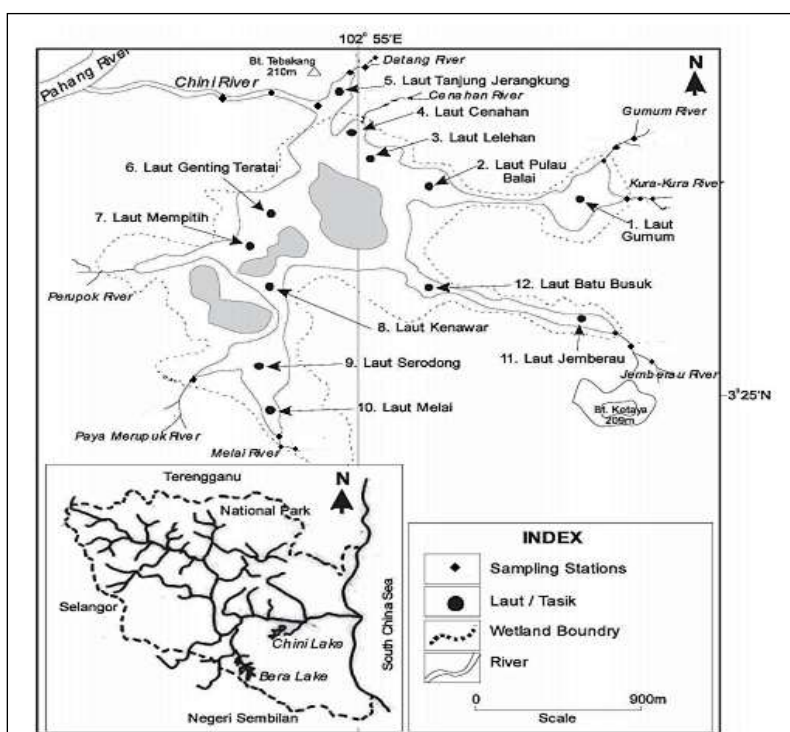 102° 55'E
Bt. Tebakang
210m
Datang River
N
Pahang River
Chini River
5. Laut Tanjung Jerangkung
Cenahan River
4. Laut Cenahan
Gumum River
3. Laut Lelehan
6. Laut Genting Teratai
2. Laut Pulau
Balai
Kura-Kura River
7. Laut Mempitih
1. Laut
Gumum
Perupok River
12. Laut Batu Busuk
8. Laut Kenawar
9. Laut Serodong
11. Laut Jemberau
Jemberau River
3°25'N
10. Laut Melai
Bt. Ketaya
209m
Paya Merupuk River
Melai River
Terengganu
N
National Park
Selangor
South China Sea
Chini Lake
Bera Lake
Negeri Sembilan
INDEX
Sampling Stations
Laut / Tasik
Wetland Boundry
River
0 900m
Scale